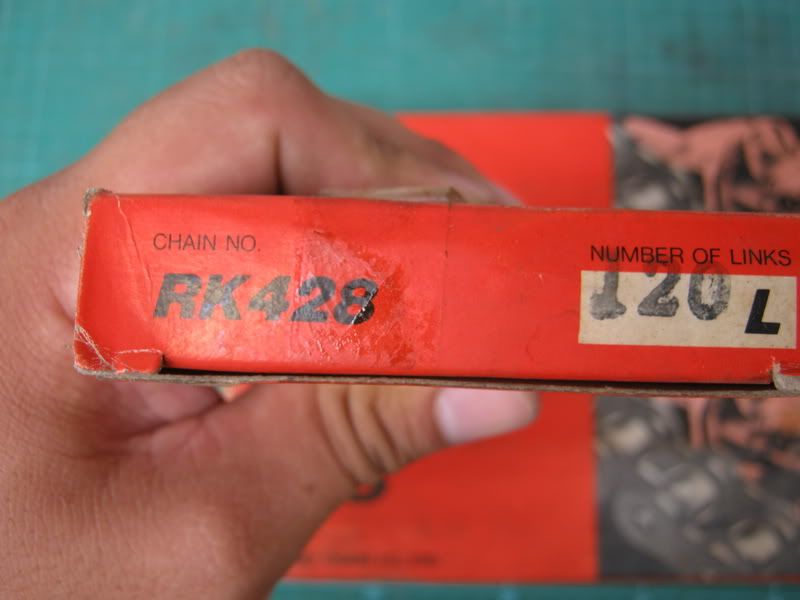 CHAIN NO.
RK428
NUMBER OF LINKS
120 L